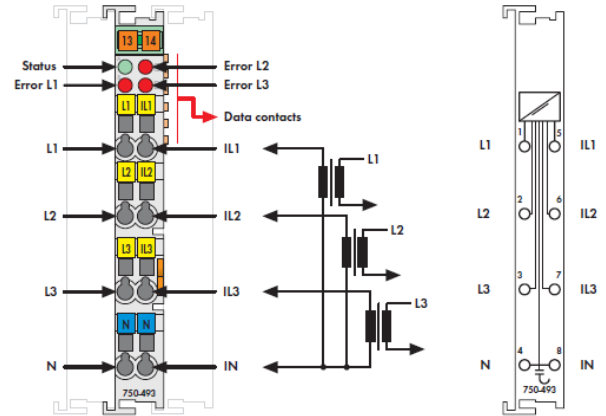 13 14
Status
Error L2
Error L1
Error L3
L1 IL1
Data contacts
L1
IL1
L1
L2 IL2
L2
IL2
L2
L3 IL3
L3
IL3
L3
N N
N
IN
750-493
1
5
L1
IL1
2
6
L2
IL2
3
7
L3
IL3
4
8
N
IN
750-493